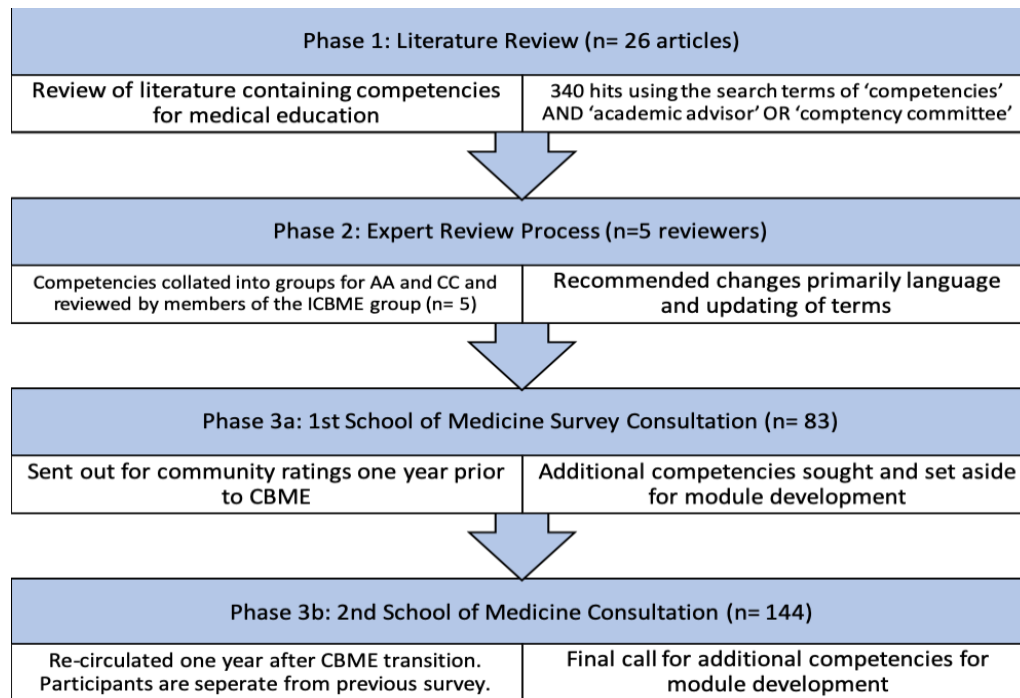 Phase 1: Literature Review (n= 26 articles)
Review of literature containing competencies
for medical education
340 hits using the search terms of ‘competencies’
AND ‘academic advisor’ OR ‘comptency committee’
Phase 2: Expert Review Process (n=5 reviewers)
Competencies collated into groups for AA and CC and
reviewed by members of the ICBME group (n= 5)
Recommended changes primarily language
and updating of terms
Phase 3a: 1st School of Medicine Survey Consultation (n= 83)
Sent out for community ratings one year prior
to CBME
Additional competencies sought and set aside
for module development
Phase 3b: 2nd School of Medicine Consultation (n= 144)
Re-circulated one year after CBME transition.
Participants are seperate from previous survey.
Final call for additional competencies for
module development